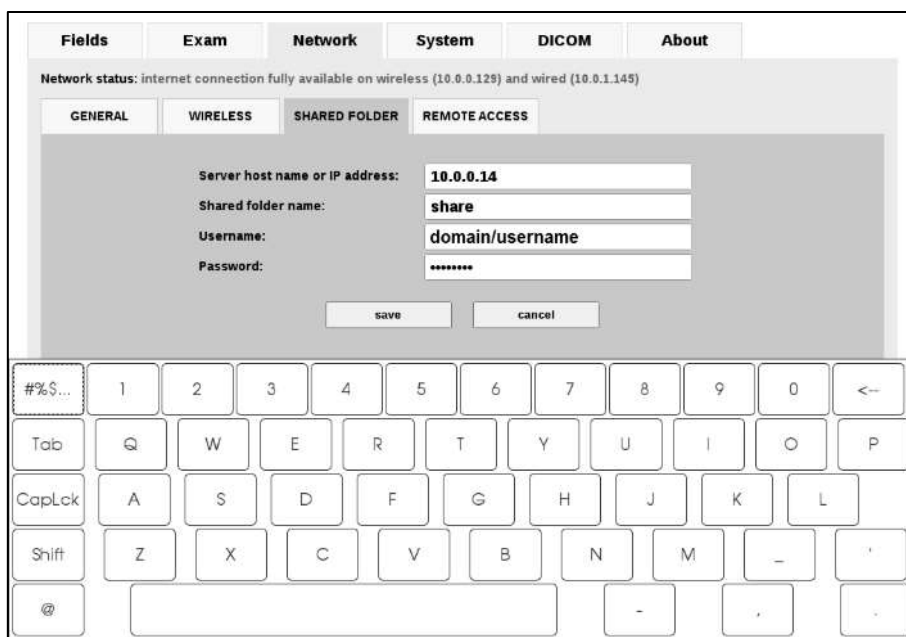 Fields Exam Network System DICOM About
Network status: internet connection fully available on wireless (10.0.0.129) and wired (10.0.1.145)
GENERAL WIRELESS SHARED FOLDER REMOTE ACCESS
Server host name or IP address: 10.0.0.14
Shared folder name: share
Username: domain/username
Password: ••••••••
save cancel
#%$... 1 2 3 4 5 6 7 8 9 0 <--
Tab Q W E R T Y U I O P
CapLck A S D F G H J K L
Shift Z X C V B N M _ '
@ - , .